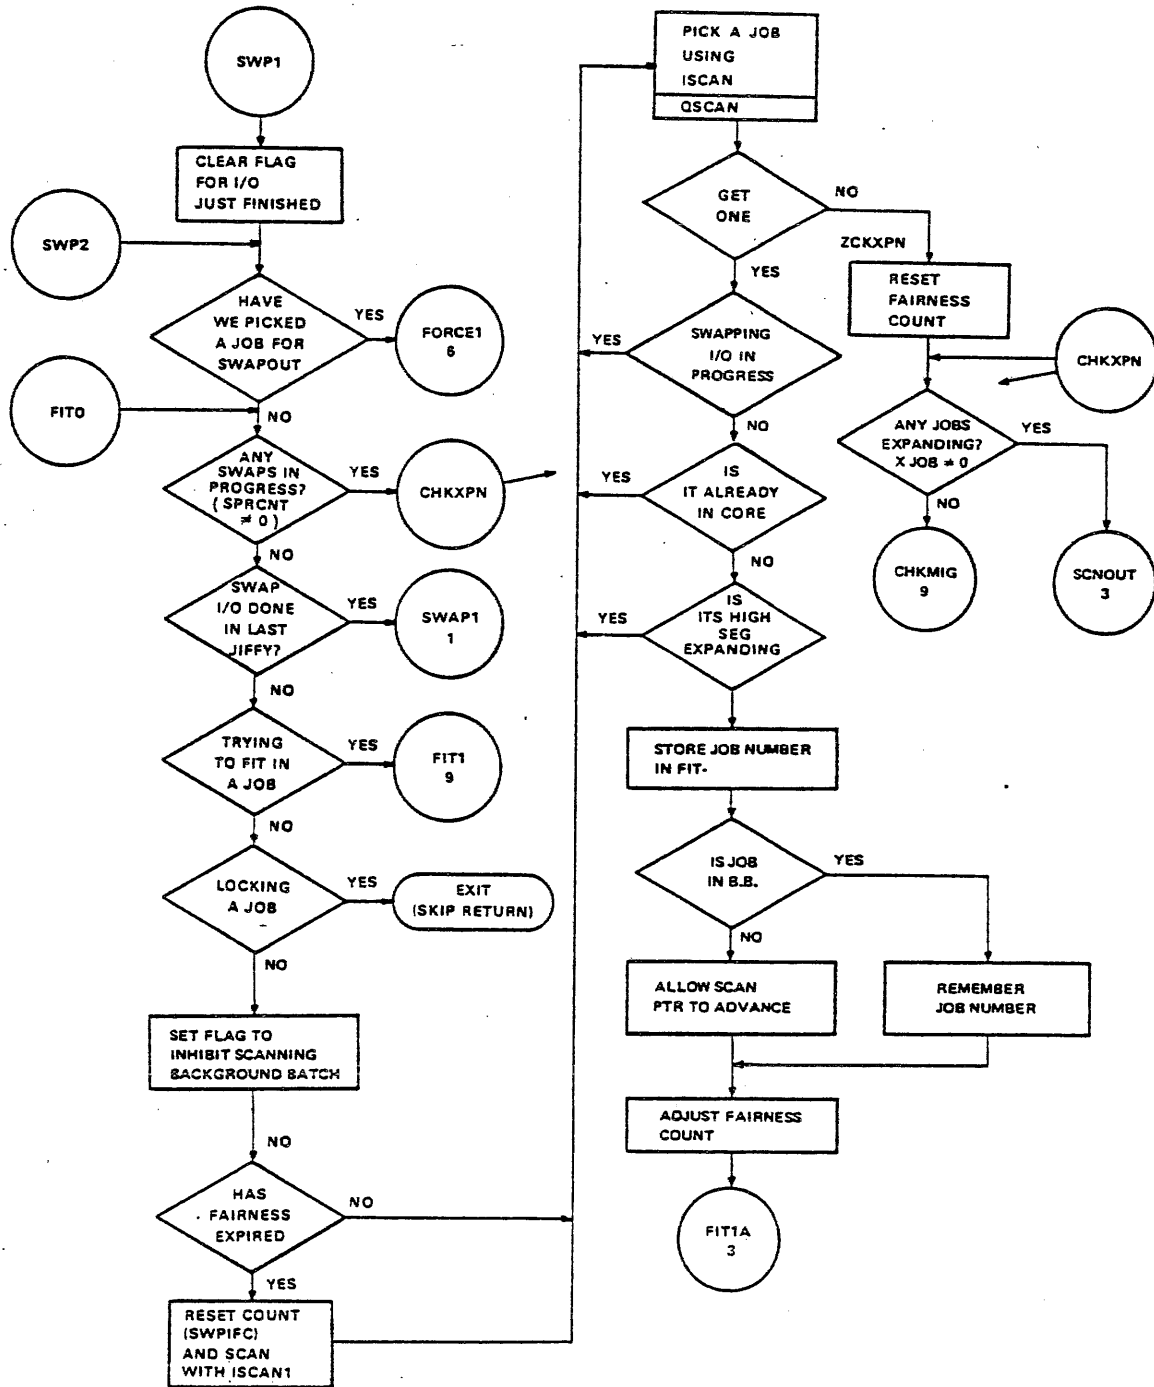 SWP1
CLEAR FLAG
FOR I/O
JUST FINISHED
SWP2
HAVE
WE PICKED
A JOB FOR
SWAPOUT
YES
FORCE1
6
NO
FIT0
ANY
SWAPS IN
PROGRESS?
( SPRCNT
≠ 0 )
YES
CHKXPN
NO
SWAP
I/O DONE
IN LAST
JIFFY?
YES
SWAP1
1
NO
TRYING
TO FIT IN
A JOB
YES
FIT1
9
NO
LOCKING
A JOB
YES
EXIT
(SKIP RETURN)
NO
SET FLAG TO
INHIBIT SCANNING
BACKGROUND BATCH
NO
HAS
FAIRNESS
EXPIRED
NO
YES
RESET COUNT
(SWPIFC)
AND SCAN
WITH ISCAN1
PICK A JOB
USING
ISCAN
QSCAN
GET
ONE
NO
ZCKXPN
YES
RESET
FAIRNESS
COUNT
CHKXPN
ANY JOBS
EXPANDING?
X JOB ≠ 0
YES
NO
CHKMIG
9
SCNOUT
3
SWAPPING
I/O IN
PROGRESS
YES
NO
IS
IT ALREADY
IN CORE
YES
NO
IS
ITS HIGH
SEG
EXPANDING
YES
STORE JOB NUMBER
IN FIT-
IS JOB
IN B.B.
YES
NO
ALLOW SCAN
PTR TO ADVANCE
REMEMBER
JOB NUMBER
ADJUST FAIRNESS
COUNT
FIT1A
3